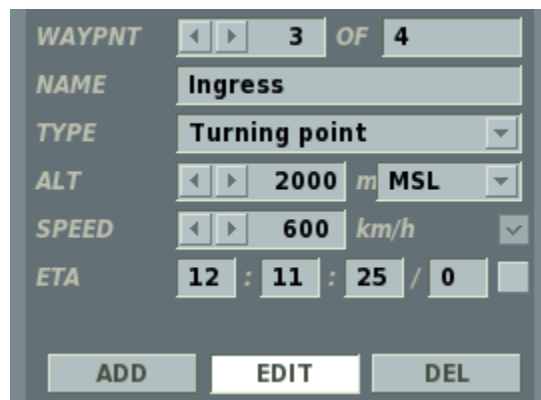 WAYPNT 3 OF 4
NAME Ingress
TYPE Turning point
ALT 2000 m MSL
SPEED 600 km/h
ETA 12 : 11 : 25 / 0
ADD EDIT DEL